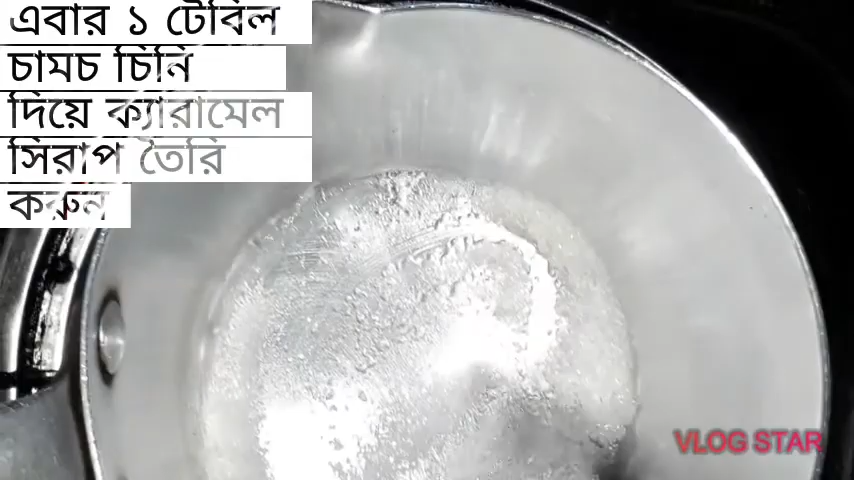 এবার ১ টেবিল
চামচ চিনি
দিয়ে ক্যারামেল
সিরাপ তৈরি
করুন
VLOG STAR